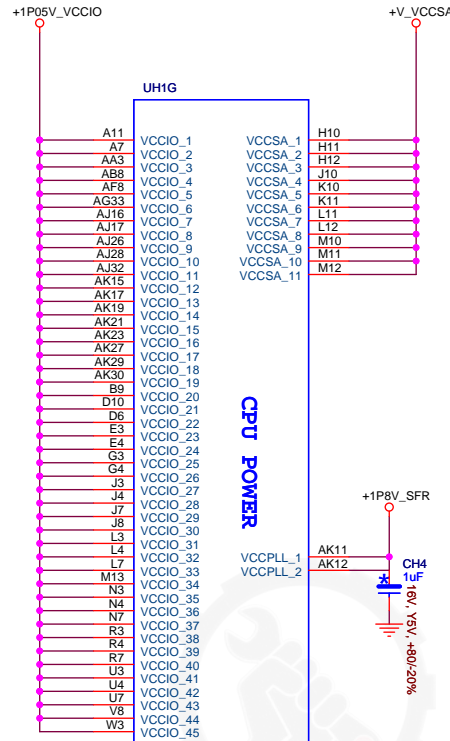 +1P05V_VCCIO
+V_VCCSA
UH1G
A11 VCCIO_1 VCCSA_1 H10
A7 VCCIO_2 VCCSA_2 H11
AA3 VCCIO_3 VCCSA_3 H12
AB8 VCCIO_4 VCCSA_4 J10
AF8 VCCIO_5 VCCSA_5 K10
AG33 VCCIO_6 VCCSA_6 K11
AJ16 VCCIO_7 VCCSA_7 L11
AJ17 VCCIO_8 VCCSA_8 L12
AJ26 VCCIO_9 VCCSA_9 M10
AJ28 VCCIO_10 VCCSA_10 M11
AJ32 VCCIO_11 VCCSA_11 M12
AK15 VCCIO_12
AK17 VCCIO_13
AK19 VCCIO_14
AK21 VCCIO_15
AK23 VCCIO_16
AK27 VCCIO_17
AK29 VCCIO_18
AK30 VCCIO_19
B9 VCCIO_20
D10 VCCIO_21
D6 VCCIO_22
E3 VCCIO_23
E4 VCCIO_24
G3 VCCIO_25
G4 VCCIO_26
J3 VCCIO_27
J4 VCCIO_28
J7 VCCIO_29
J8 VCCIO_30
L3 VCCIO_31
L4 VCCIO_32
L7 VCCIO_33
M13 VCCIO_34
N3 VCCIO_35
N4 VCCIO_36
N7 VCCIO_37
R3 VCCIO_38
R4 VCCIO_39
R7 VCCIO_40
U3 VCCIO_41
U4 VCCIO_42
U7 VCCIO_43
V8 VCCIO_44
W3 VCCIO_45
CPU POWER
+1P8V_SFR
VCCPLL_1 AK11
VCCPLL_2 AK12
CH4
*
1uF
16V, Y5V, +80/-20%